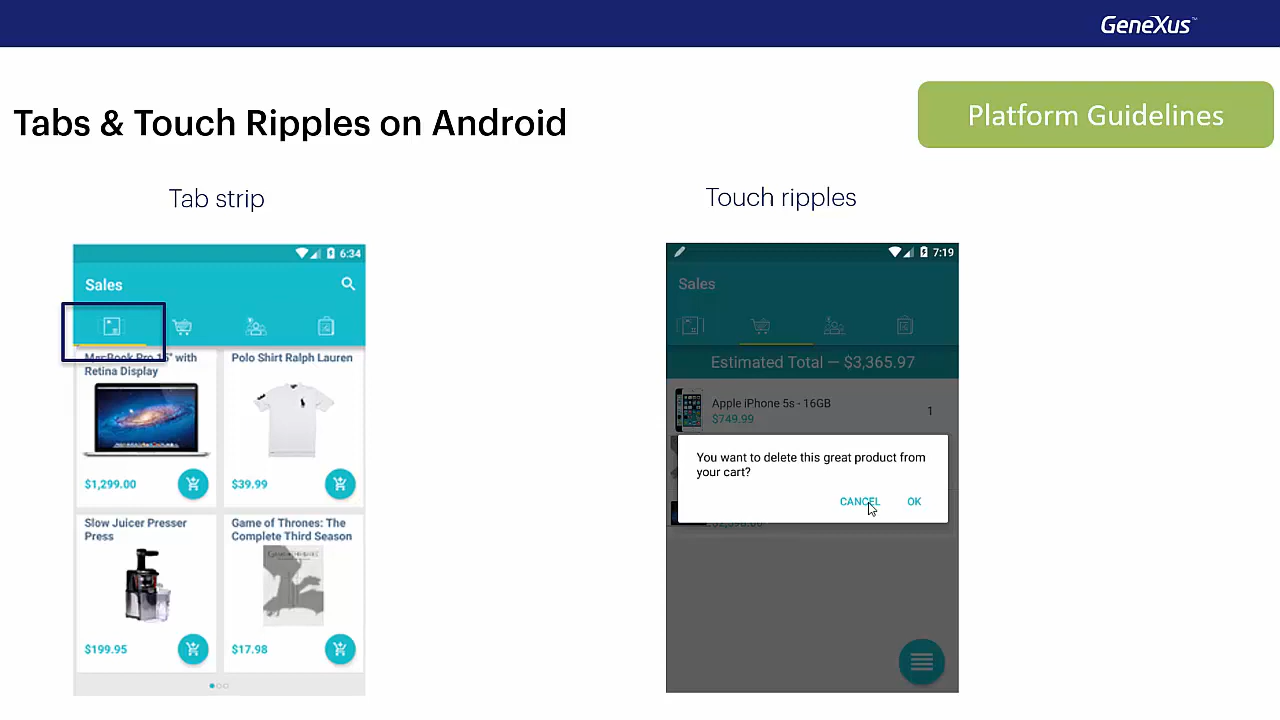 GeneXus™
Tabs & Touch Ripples on Android
Platform Guidelines
Tab strip
Touch ripples
6:34
Sales
MacBook Pro 15" with
Retina Display
Polo Shirt Ralph Lauren
$1,299.00
$39.99
Slow Juicer Presser
Press
Game of Thrones: The
Complete Third Season
$199.95
$17.98
7:19
Sales
Estimated Total — $3,365.97
Apple iPhone 5s - 16GB
$749.99
1
You want to delete this great product from
your cart?
CANCEL OK